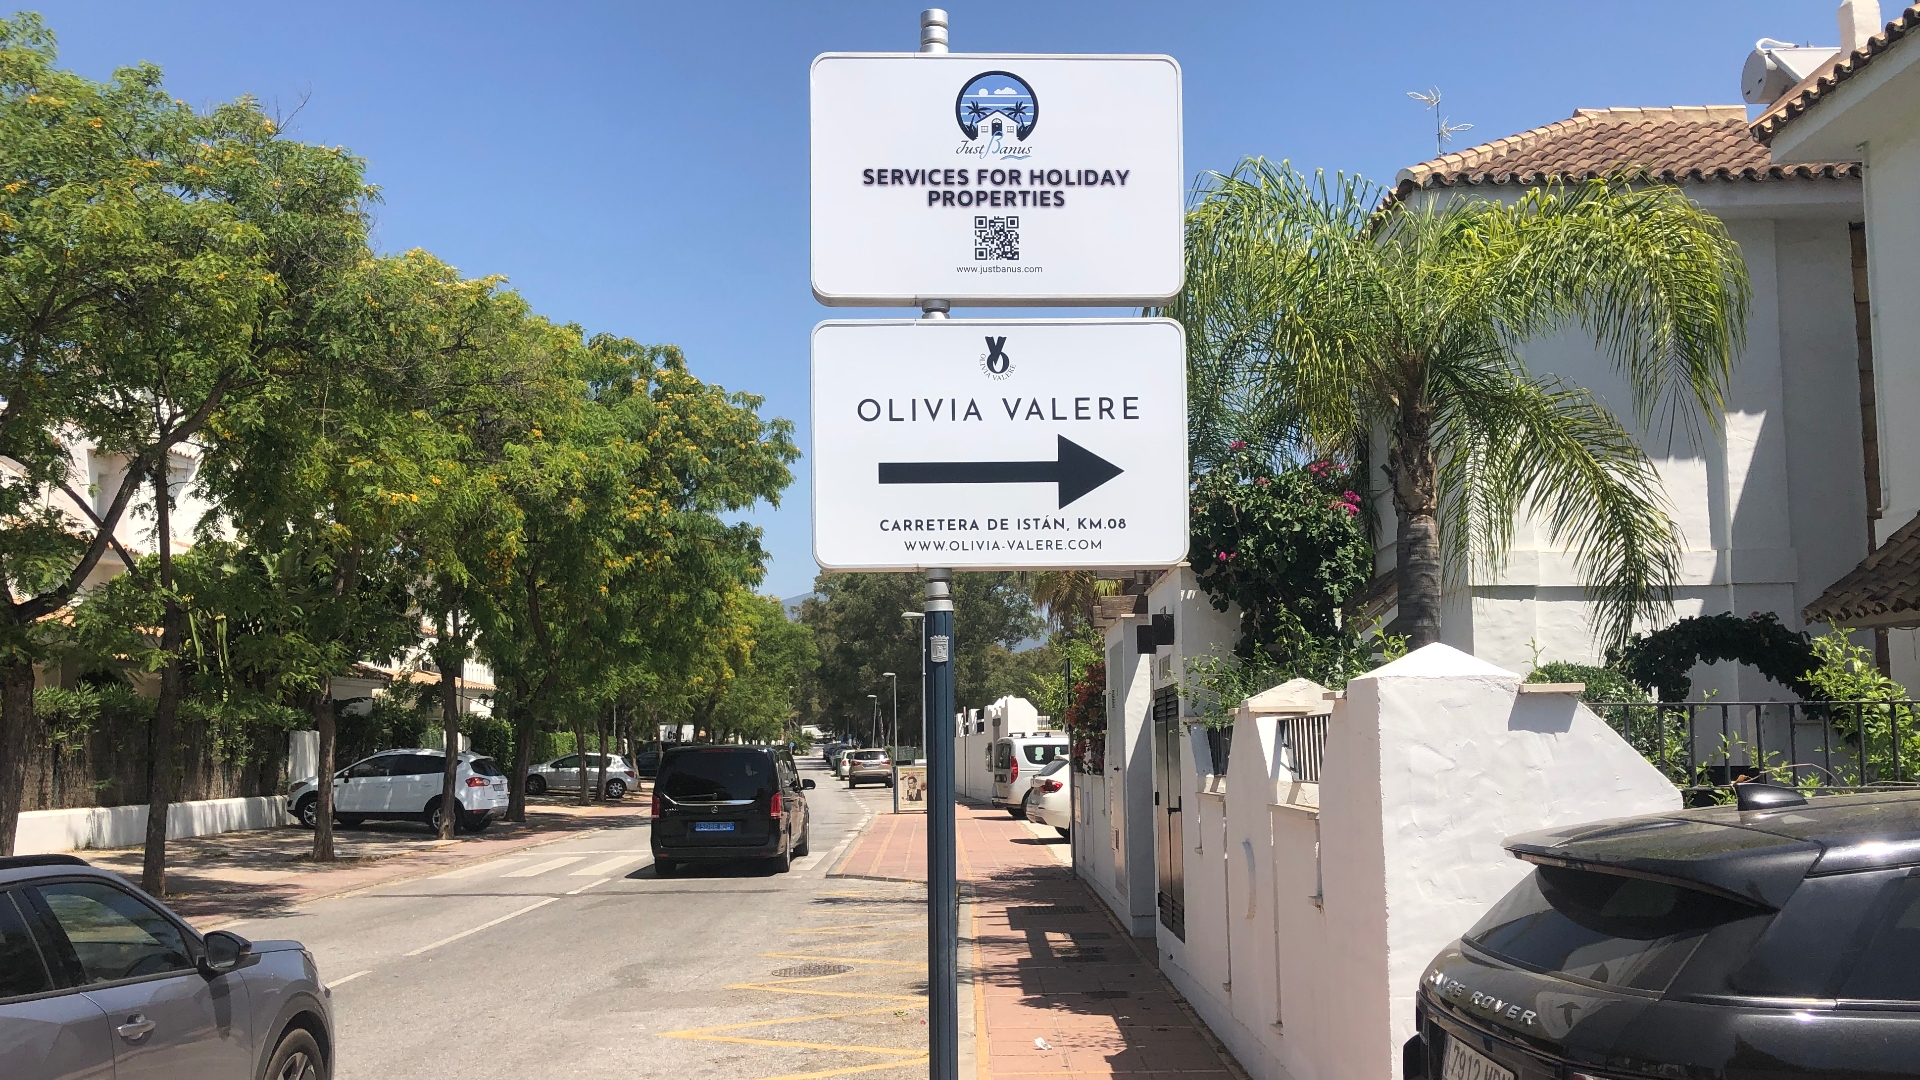 Just Banus
SERVICES FOR HOLIDAY
PROPERTIES
www.justbanus.com
OLIVIA VALERE
OLIVIA VALERE
CARRETERA DE ISTÁN, KM.08
WWW.OLIVIA-VALERE.COM
RANGE ROVER